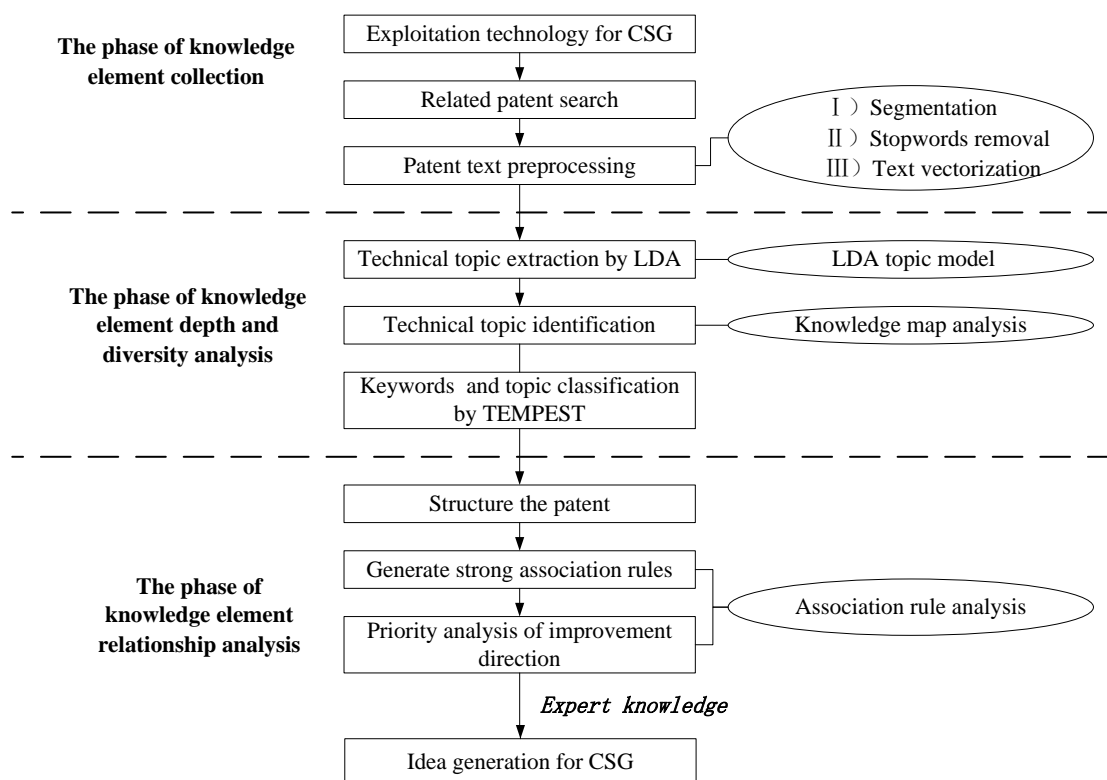 The phase of knowledge
element collection
Exploitation technology for CSG
Related patent search
Patent text preprocessing
Ⅰ）Segmentation
Ⅱ）Stopwords removal
Ⅲ）Text vectorization
The phase of knowledge
element depth and
diversity analysis
Technical topic extraction by LDA
LDA topic model
Technical topic identification
Knowledge map analysis
Keywords and topic classification
by TEMPEST
The phase of
knowledge element
relationship analysis
Structure the patent
Generate strong association rules
Priority analysis of improvement
direction
Association rule analysis
Expert knowledge
Idea generation for CSG